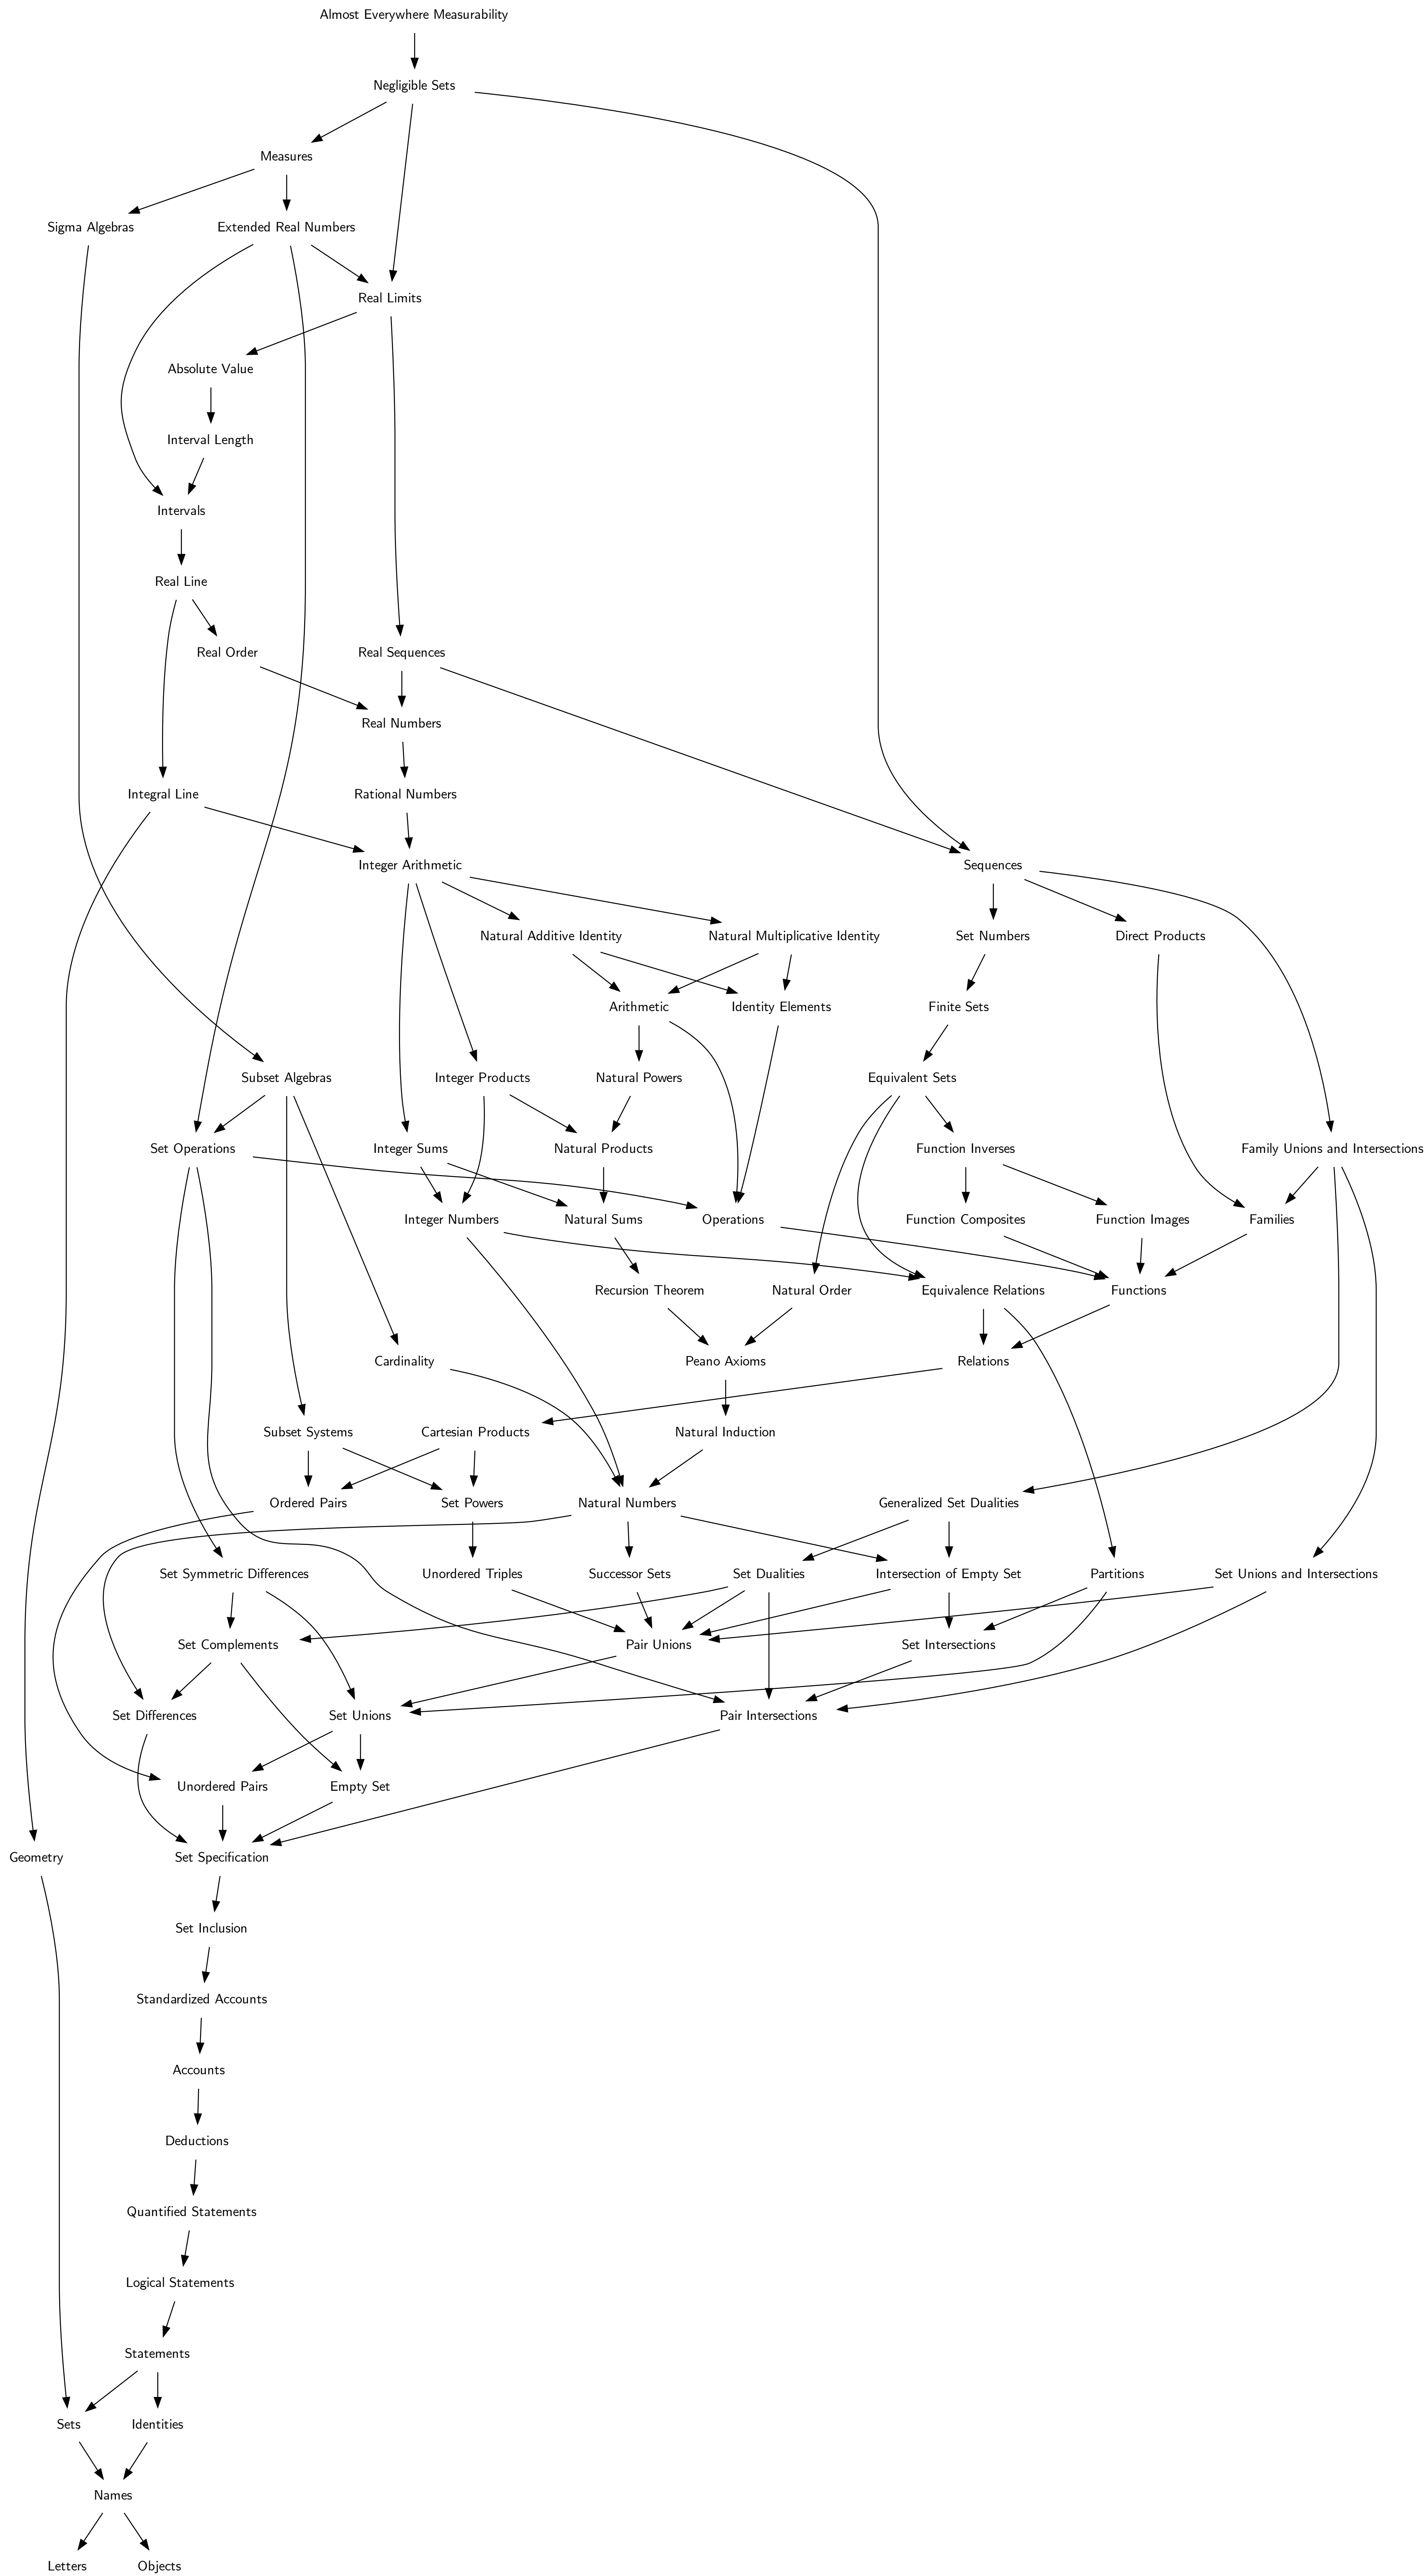 Almost Everywhere Measurability
Negligible Sets
Measures
Sigma Algebras
Extended Real Numbers
Real Limits
Absolute Value
Interval Length
Intervals
Real Line
Real Order
Real Sequences
Real Numbers
Integral Line
Rational Numbers
Integer Arithmetic
Sequences
Natural Additive Identity
Natural Multiplicative Identity
Set Numbers
Direct Products
Arithmetic
Identity Elements
Finite Sets
Subset Algebras
Integer Products
Natural Powers
Equivalent Sets
Set Operations
Integer Sums
Natural Products
Function Inverses
Family Unions and Intersections
Integer Numbers
Natural Sums
Operations
Function Composites
Function Images
Families
Recursion Theorem
Natural Order
Equivalence Relations
Functions
Cardinality
Peano Axioms
Relations
Subset Systems
Cartesian Products
Natural Induction
Ordered Pairs
Set Powers
Natural Numbers
Generalized Set Dualities
Set Symmetric Differences
Unordered Triples
Successor Sets
Set Dualities
Intersection of Empty Set
Partitions
Set Unions and Intersections
Set Complements
Pair Unions
Set Intersections
Set Differences
Set Unions
Pair Intersections
Unordered Pairs
Empty Set
Geometry
Set Specification
Set Inclusion
Standardized Accounts
Accounts
Deductions
Quantified Statements
Logical Statements
Statements
Sets
Identities
Names
Letters
Objects